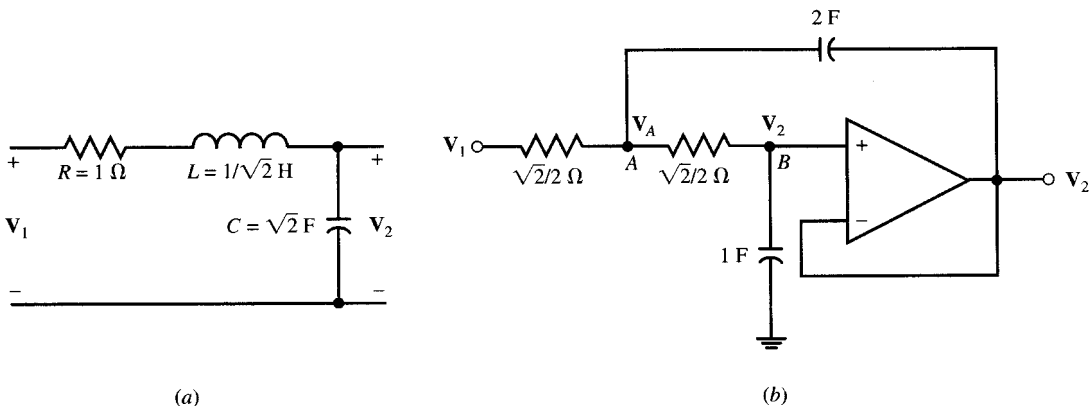 2 F
V_A
V_2
V_1
A
B
+
−
V_2
√2/2 Ω
√2/2 Ω
1 F
+
+
R = 1 Ω
L = 1/√2 H
V_1
C = √2 F
V_2
−
−
(a)
(b)